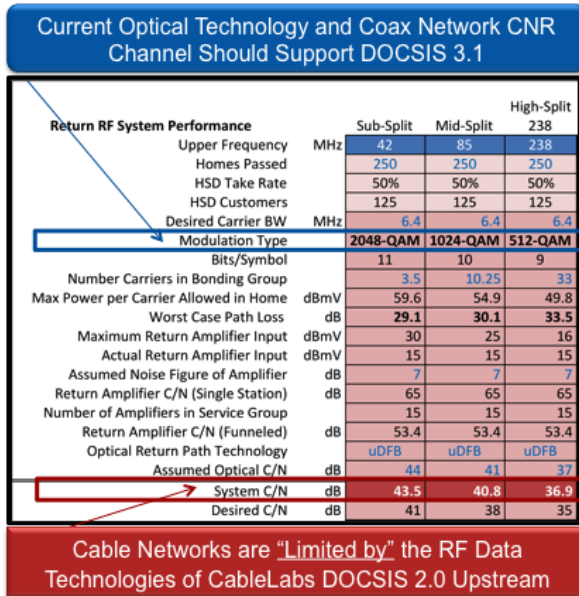 Current Optical Technology and Coax Network CNR
Channel Should Support DOCSIS 3.1
High-Split
Return RF System Performance Sub-Split Mid-Split 238
Upper Frequency MHz 42 85 238
Homes Passed 250 250 250
HSD Take Rate 50% 50% 50%
HSD Customers 125 125 125
Desired Carrier BW MHz 6.4 6.4 6.4
Modulation Type 2048-QAM 1024-QAM 512-QAM
Bits/Symbol 11 10 9
Number Carriers in Bonding Group 3.5 10.25 33
Max Power per Carrier Allowed in Home dBmV 59.6 54.9 49.8
Worst Case Path Loss dB 29.1 30.1 33.5
Maximum Return Amplifier Input dBmV 30 25 16
Actual Return Amplifier Input dBmV 15 15 15
Assumed Noise Figure of Amplifier dB 7 7 7
Return Amplifier C/N (Single Station) dB 65 65 65
Number of Amplifiers in Service Group 15 15 15
Return Amplifier C/N (Funneled) dB 53.4 53.4 53.4
Optical Return Path Technology uDFB uDFB uDFB
Assumed Optical C/N dB 44 41 37
System C/N dB 43.5 40.8 36.9
Desired C/N dB 41 38 35
Cable Networks are "Limited by" the RF Data
Technologies of CableLabs DOCSIS 2.0 Upstream